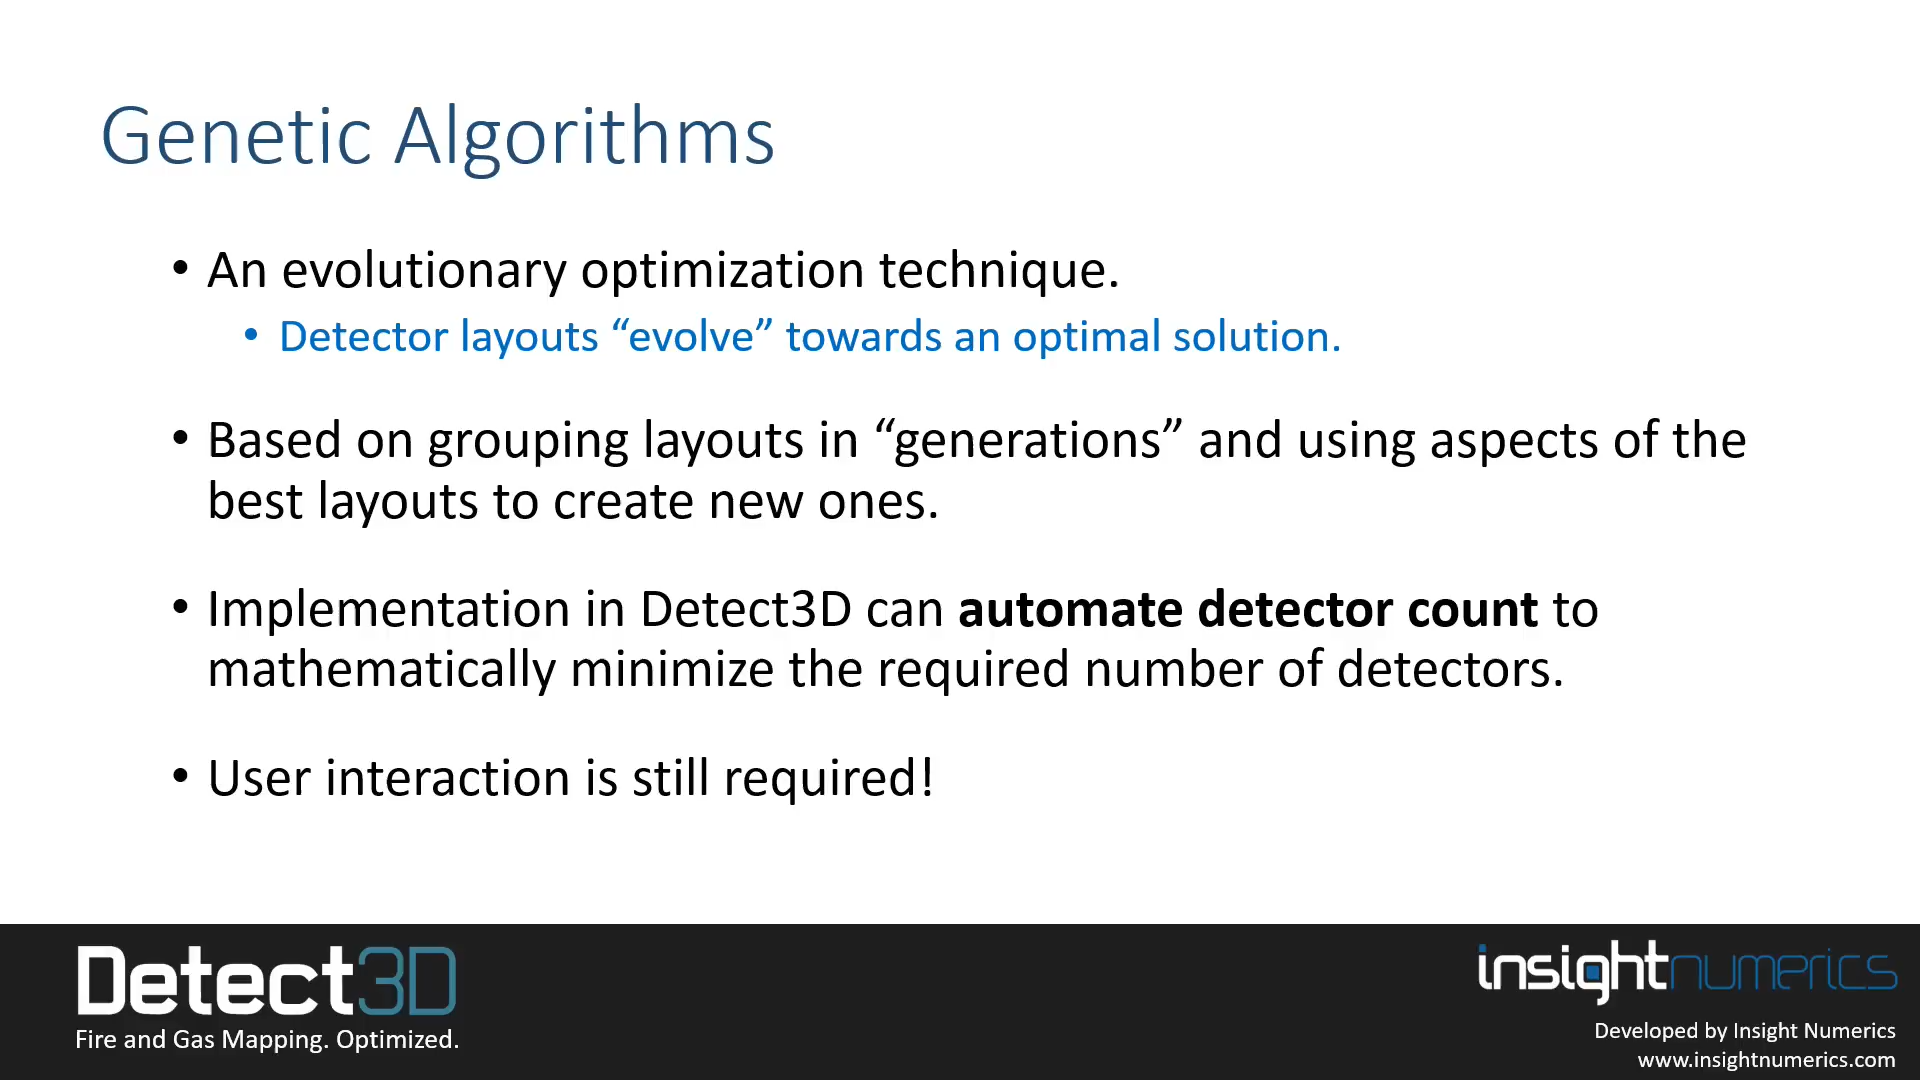 Genetic Algorithms
• An evolutionary optimization technique.
• Detector layouts “evolve” towards an optimal solution.
• Based on grouping layouts in “generations” and using aspects of the
best layouts to create new ones.
• Implementation in Detect3D can automate detector count to
mathematically minimize the required number of detectors.
• User interaction is still required!
Detect3D
Fire and Gas Mapping. Optimized.
insightnumerics
Developed by Insight Numerics
www.insightnumerics.com